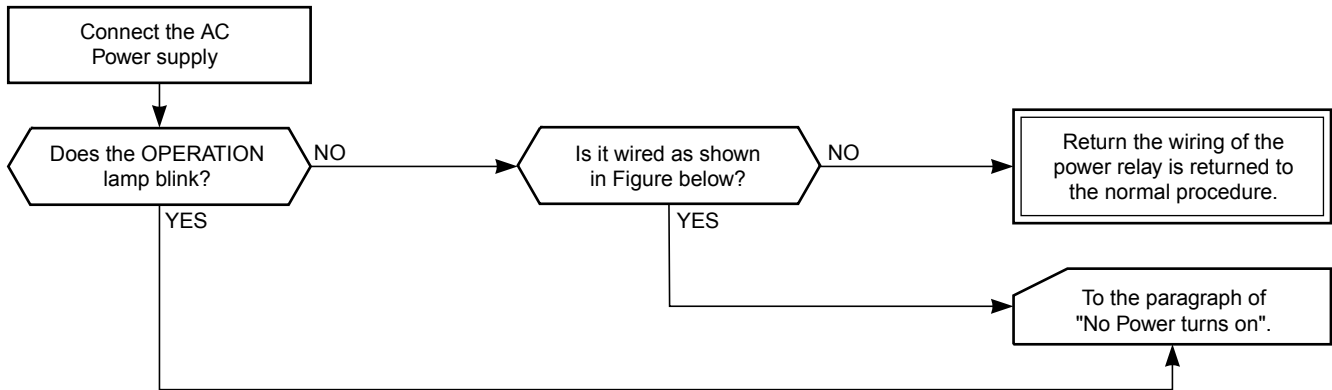 Connect the AC
Power supply
Does the OPERATION
lamp blink?
NO
YES
Is it wired as shown
in Figure below?
NO
YES
Return the wiring of the
power relay is returned to
the normal procedure.
To the paragraph of
"No Power turns on".